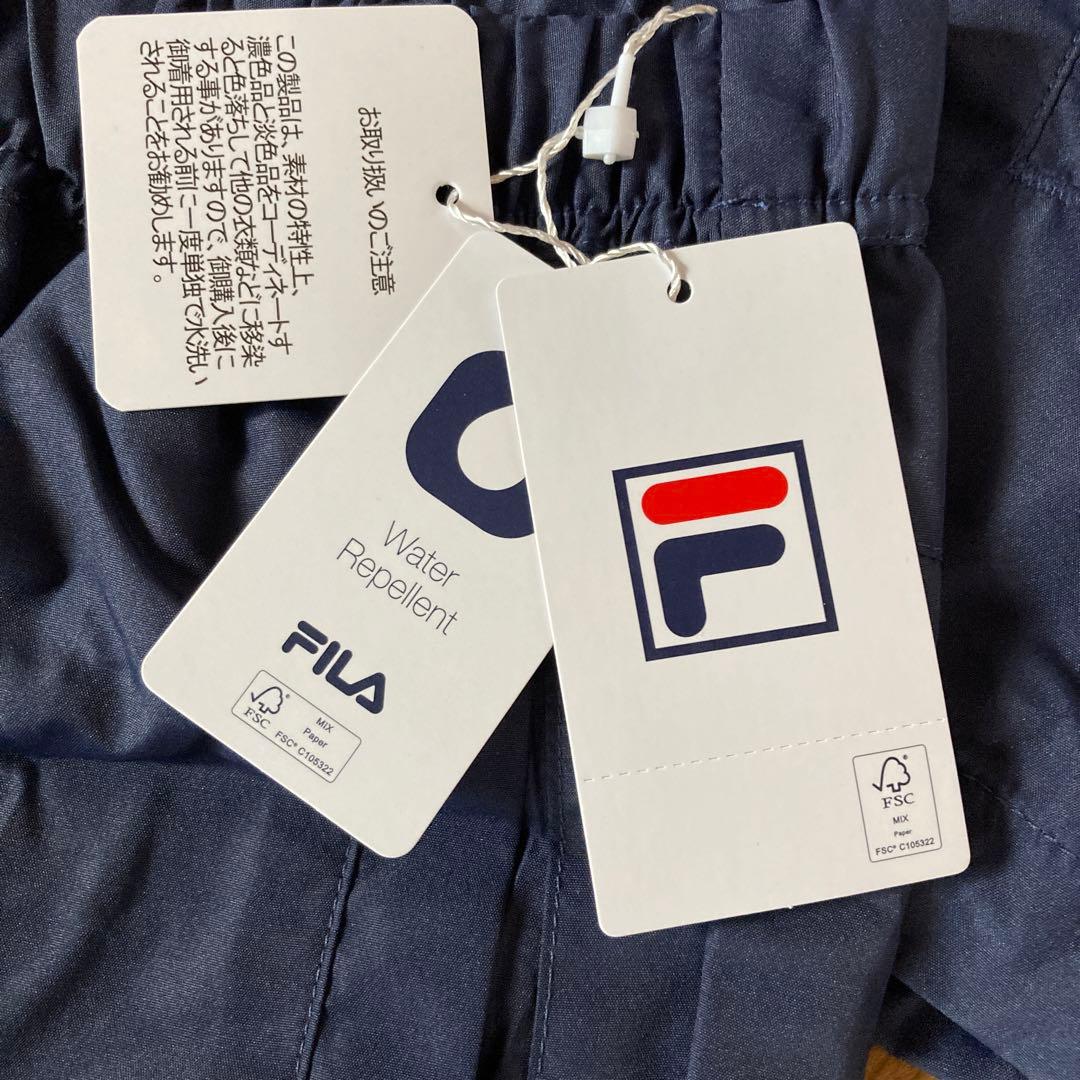 お取り扱いのご注意
この製品は、素材の特性上、
濃色品と淡色品をコーディネートす
ると色落ちして他の衣類などに移染
する事がありますので、御購入後に
御着用される前に一度単独で水洗い
されることをお勧めします。
Water
Repellent
FILA
FSC
MIX
Paper
FSC® C105322
F
FSC
MIX
Paper
FSC® C105322